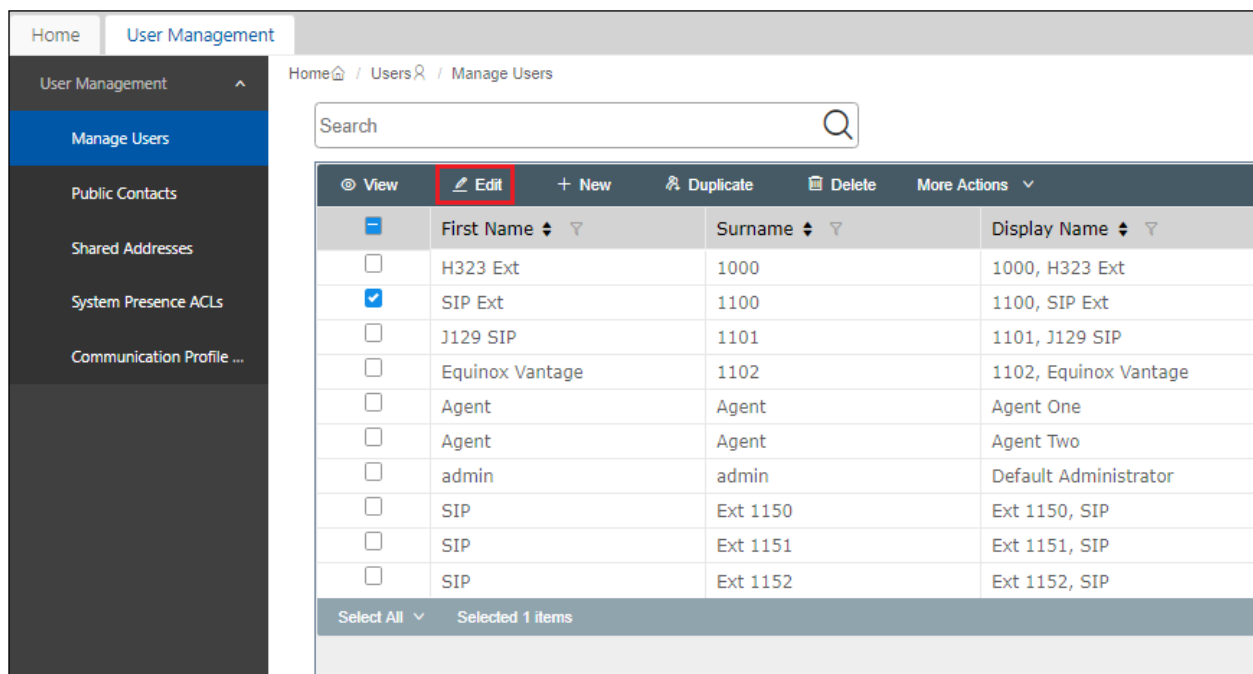 Home User Management
User Management
Home / Users / Manage Users
Manage Users
Public Contacts
Shared Addresses
System Presence ACLs
Communication Profile ...
Search
View Edit + New Duplicate Delete More Actions
First Name Surname Display Name
H323 Ext 1000 1000, H323 Ext
SIP Ext 1100 1100, SIP Ext
J129 SIP 1101 1101, J129 SIP
Equinox Vantage 1102 1102, Equinox Vantage
Agent Agent Agent One
Agent Agent Agent Two
admin admin Default Administrator
SIP Ext 1150 Ext 1150, SIP
SIP Ext 1151 Ext 1151, SIP
SIP Ext 1152 Ext 1152, SIP
Select All Selected 1 items